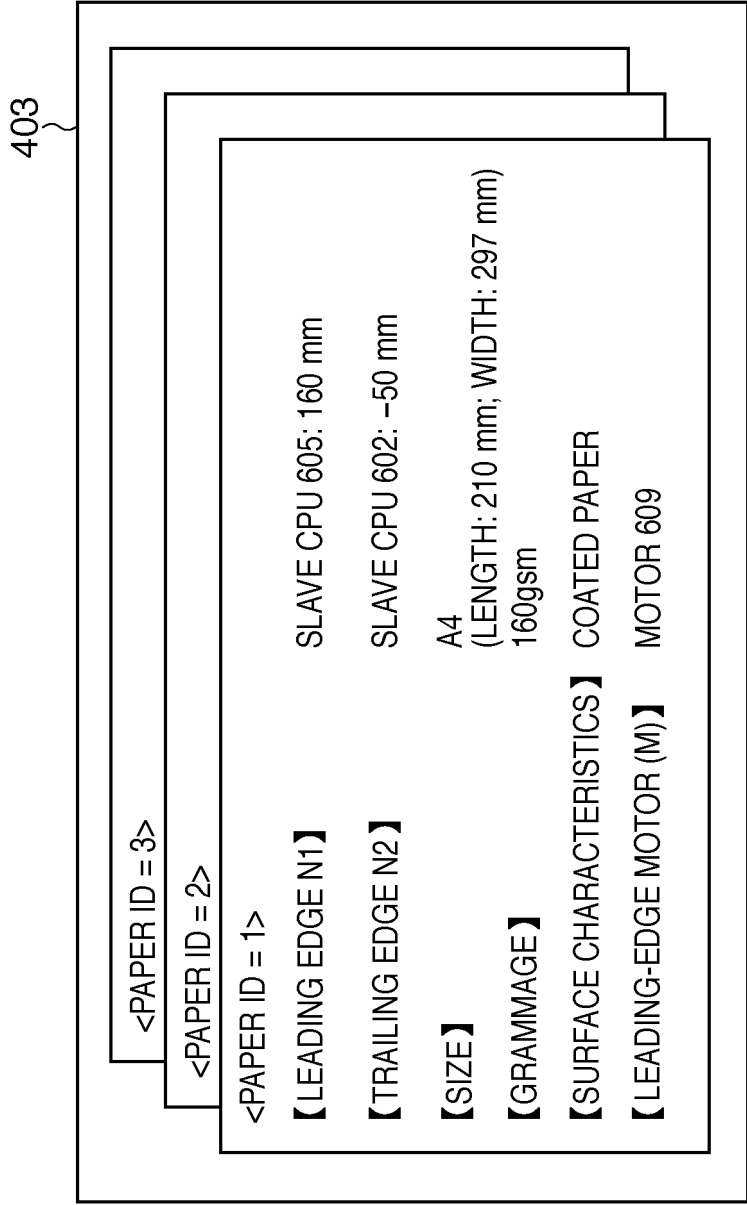 403
<PAPER ID = 3>
<PAPER ID = 2>
<PAPER ID = 1>
【LEADING EDGE N1】 SLAVE CPU 605: 160 mm
【TRAILING EDGE N2】 SLAVE CPU 602: −50 mm
【SIZE】 A4
(LENGTH: 210 mm; WIDTH: 297 mm)
【GRAMMAGE】 160gsm
【SURFACE CHARACTERISTICS】 COATED PAPER
【LEADING-EDGE MOTOR (M)】 MOTOR 609